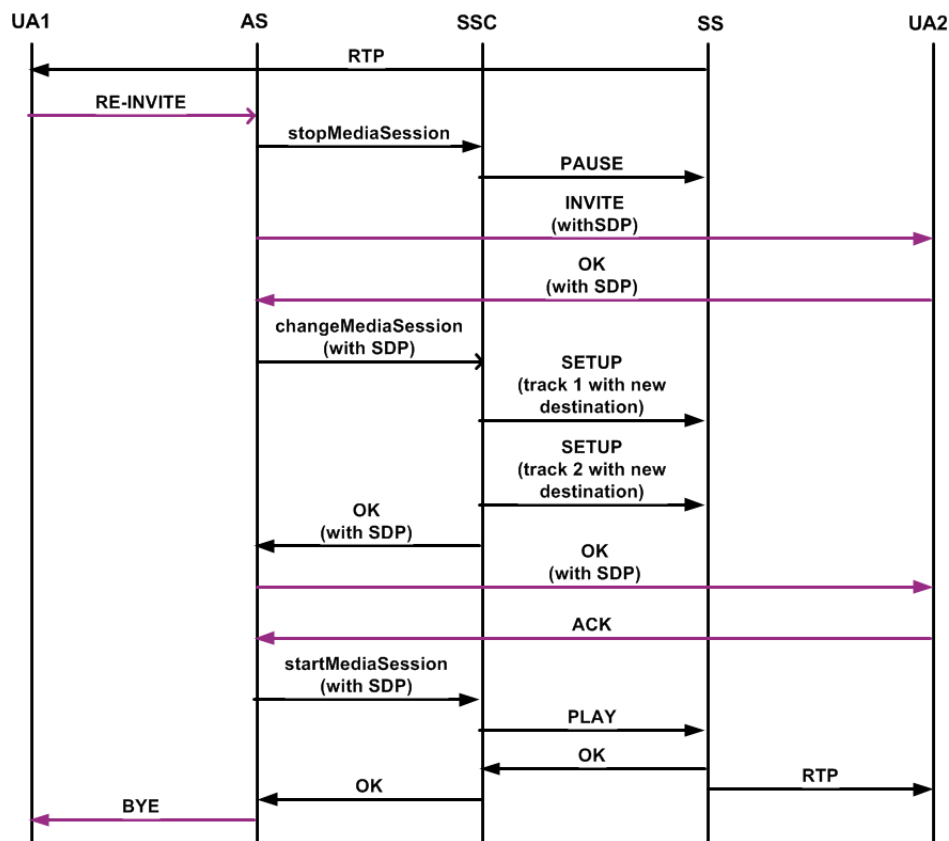 UA1 AS SSC SS UA2
RTP
RE-INVITE
stopMediaSession
PAUSE
INVITE
(withSDP)
OK
(with SDP)
changeMediaSession
(with SDP)
SETUP
(track 1 with new
destination)
SETUP
(track 2 with new
destination)
OK
(with SDP)
OK
(with SDP)
ACK
startMediaSession
(with SDP)
PLAY
OK
RTP
OK
BYE